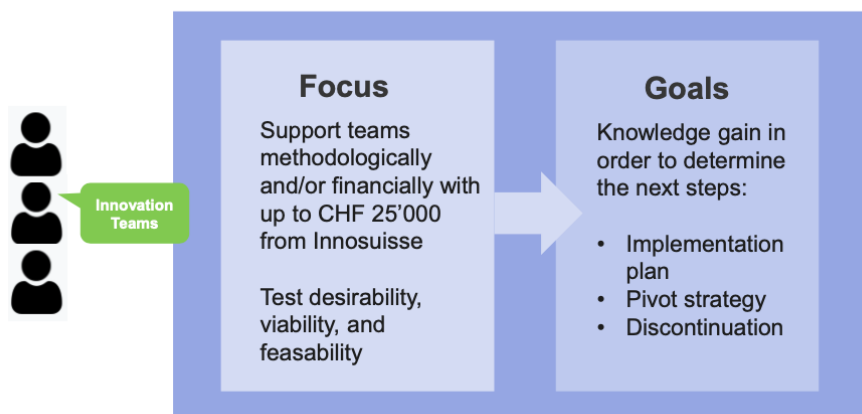 Innovation
Teams
Focus
Support teams
methodologically
and/or financially with
up to CHF 25’000
from Innosuisse
Test desirability,
viability, and
feasability
Goals
Knowledge gain in
order to determine
the next steps:
• Implementation
plan
• Pivot strategy
• Discontinuation